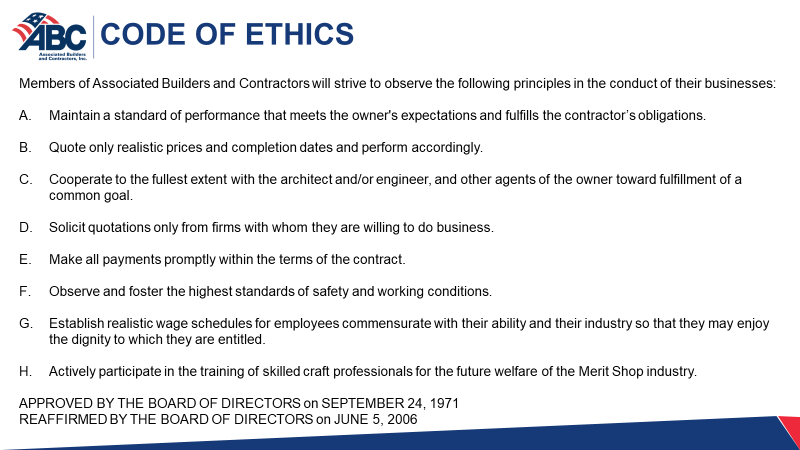 ABC
Associated Builders
and Contractors, Inc.
CODE OF ETHICS
Members of Associated Builders and Contractors will strive to observe the following principles in the conduct of their businesses:
A. Maintain a standard of performance that meets the owner's expectations and fulfills the contractor’s obligations.
B. Quote only realistic prices and completion dates and perform accordingly.
C. Cooperate to the fullest extent with the architect and/or engineer, and other agents of the owner toward fulfillment of a
common goal.
D. Solicit quotations only from firms with whom they are willing to do business.
E. Make all payments promptly within the terms of the contract.
F. Observe and foster the highest standards of safety and working conditions.
G. Establish realistic wage schedules for employees commensurate with their ability and their industry so that they may enjoy
the dignity to which they are entitled.
H. Actively participate in the training of skilled craft professionals for the future welfare of the Merit Shop industry.
APPROVED BY THE BOARD OF DIRECTORS on SEPTEMBER 24, 1971
REAFFIRMED BY THE BOARD OF DIRECTORS on JUNE 5, 2006